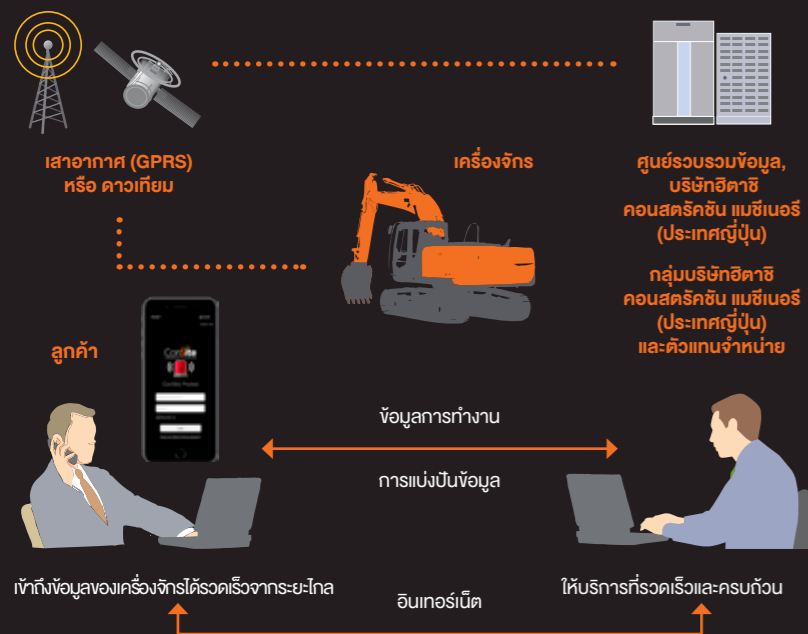 เสาอากาศ (GPRS)
หรือ ดาวเทียม
เครื่องจักร
ศูนย์รวบรวมข้อมูล,
บริษัทฮิตาชิ
คอนสตรัคชัน แมชีเนอรี
(ประเทศญี่ปุ่น)
กลุ่มบริษัทฮิตาชิ
คอนสตรัคชัน แมชีเนอรี
(ประเทศญี่ปุ่น)
และตัวแทนจำหน่าย
ลูกค้า
ConSite
ConSite Pocket
ข้อมูลการทำงาน
การแบ่งปันข้อมูล
เข้าถึงข้อมูลของเครื่องจักรได้รวดเร็วจากระยะไกล
อินเทอร์เน็ต
ให้บริการที่รวดเร็วและครบถ้วน